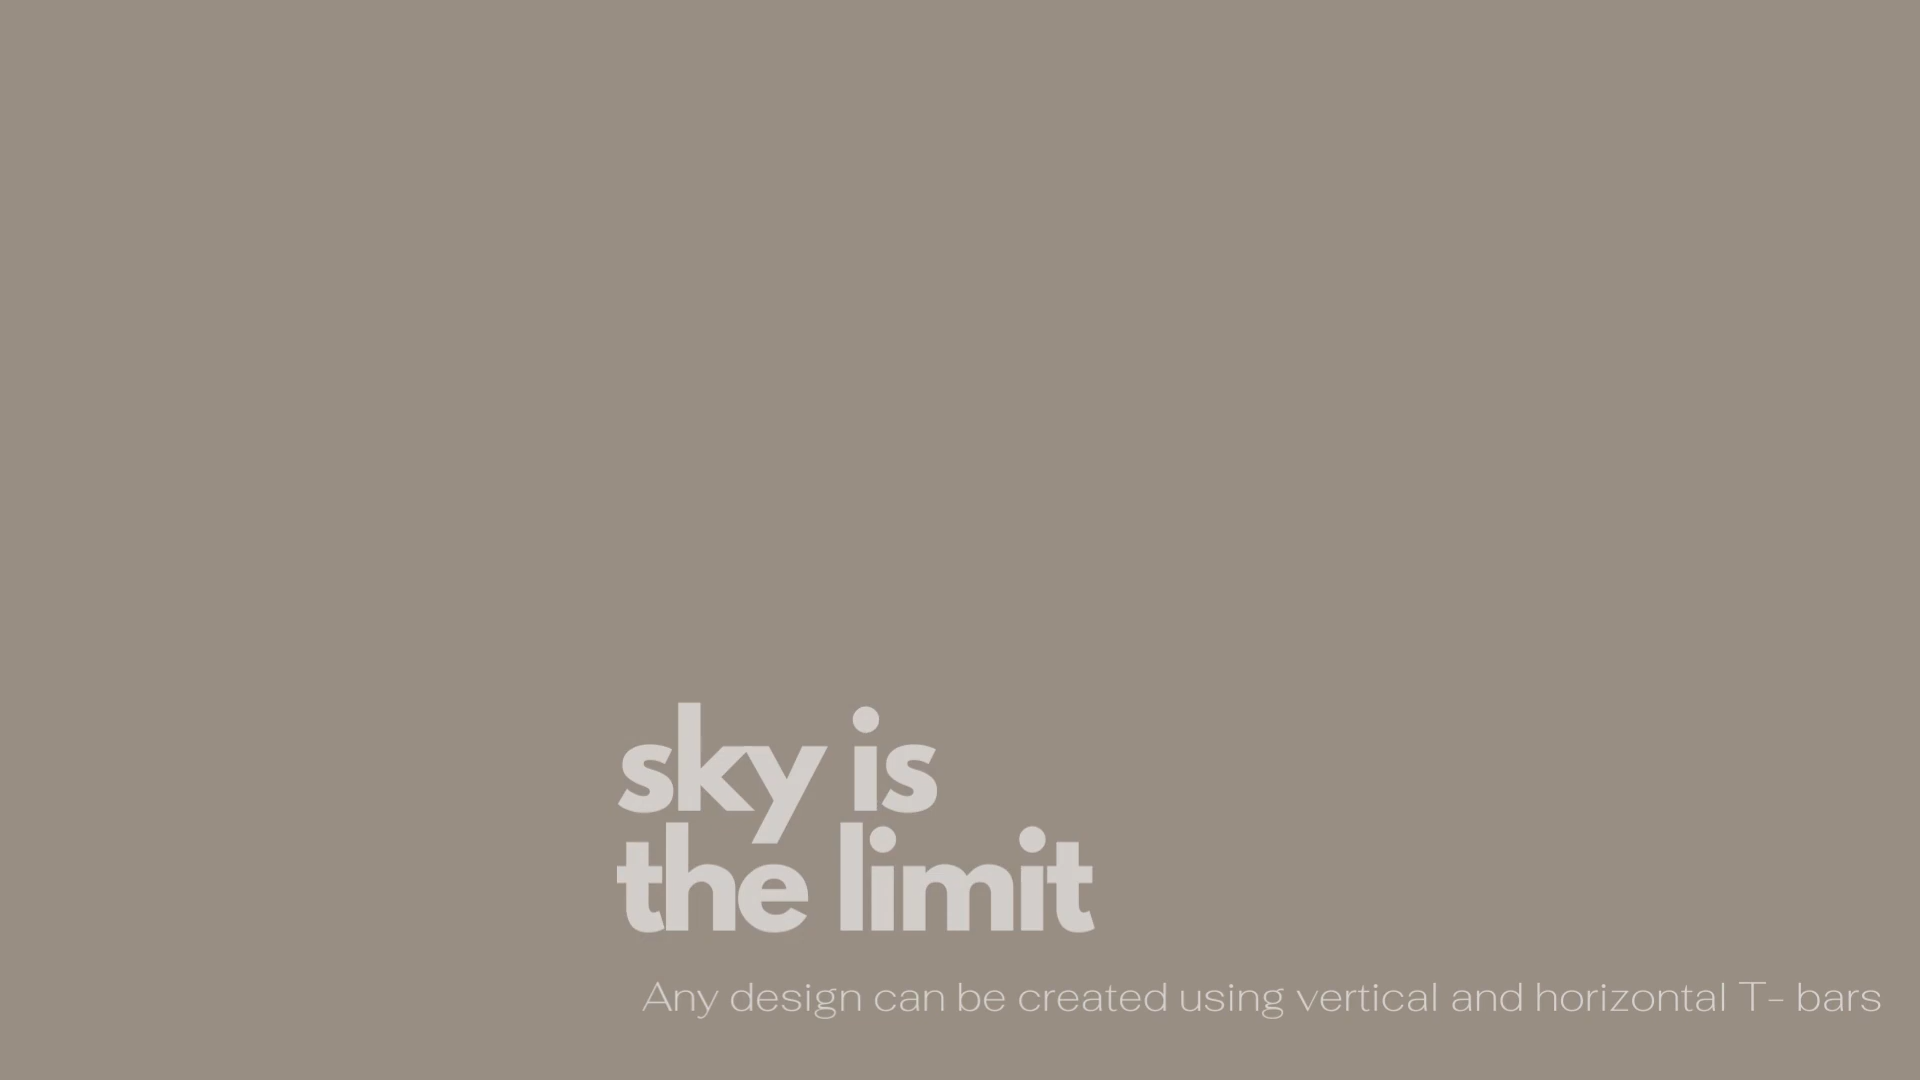 sky is
the limit
Any design can be created using vertical and horizontal T- bars